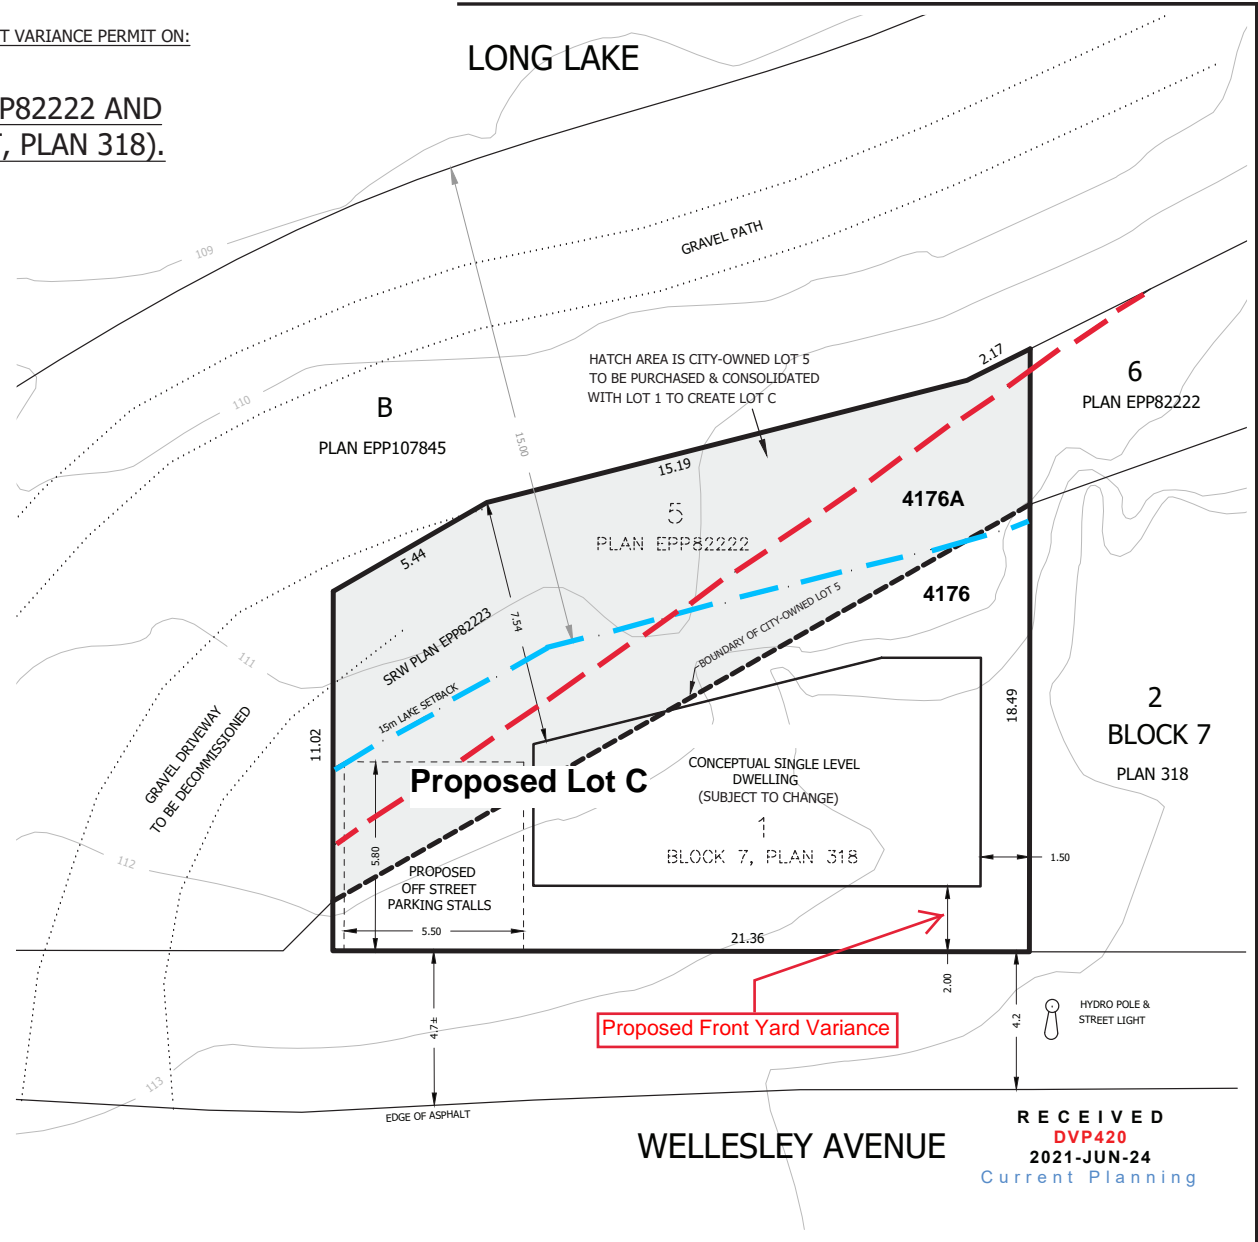 T VARIANCE PERMIT ON:
P82222 AND
, PLAN 318).
LONG LAKE
GRAVEL PATH
109
110
15.00
HATCH AREA IS CITY-OWNED LOT 5
TO BE PURCHASED & CONSOLIDATED
WITH LOT 1 TO CREATE LOT C
2.17
6
PLAN EPP82222
B
PLAN EPP107845
15.19
5
PLAN EPP82222
4176A
5.44
7.54
SRW PLAN EPP82223
BOUNDARY OF CITY-OWNED LOT 5
4176
111
15m LAKE SETBACK
11.02
18.49
2
BLOCK 7
PLAN 318
GRAVEL DRIVEWAY
TO BE DECOMMISSIONED
Proposed Lot C
CONCEPTUAL SINGLE LEVEL
DWELLING
(SUBJECT TO CHANGE)
1
BLOCK 7, PLAN 318
112
5.80
1.50
PROPOSED
OFF STREET
PARKING STALLS
5.50
21.36
2.00
4.7±
4.2
HYDRO POLE &
STREET LIGHT
Proposed Front Yard Variance
113
EDGE OF ASPHALT
WELLESLEY AVENUE
RECEIVED
DVP420
2021-JUN-24
Current Planning